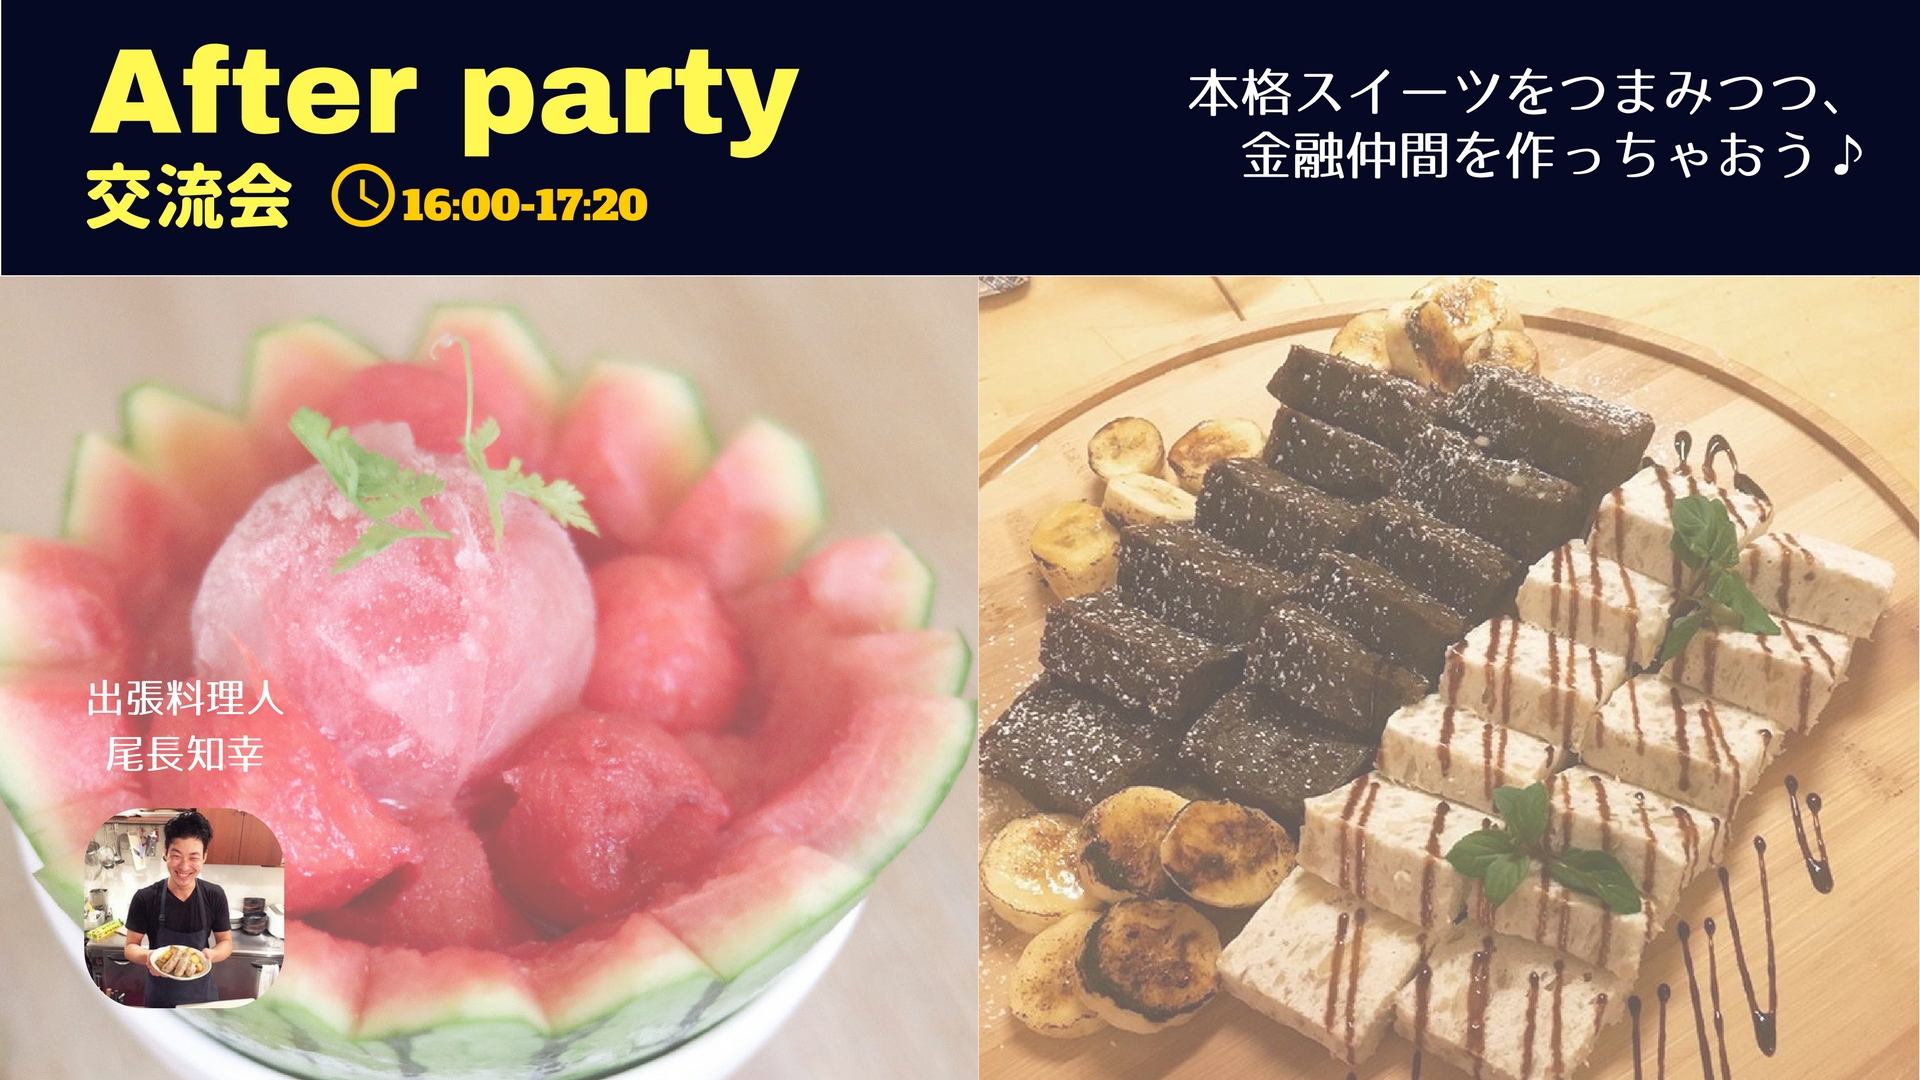 After party
交流会
16:00-17:20
本格スイーツをつまみつつ、
金融仲間を作っちゃおう♪
出張料理人
尾長知幸